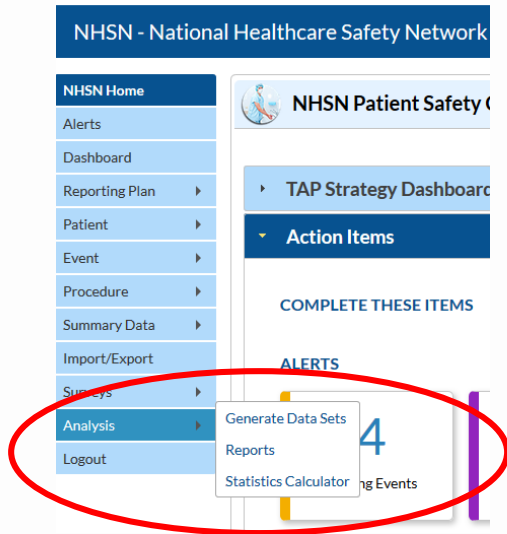 NHSN - National Healthcare Safety Network
NHSN Home
Alerts
Dashboard
Reporting Plan
Patient
Event
Procedure
Summary Data
Import/Export
Surveys
Analysis
Logout
NHSN Patient Safety
TAP Strategy Dashboard
Action Items
COMPLETE THESE ITEMS
ALERTS
Generate Data Sets
Reports
Statistics Calculator
4
ng Events